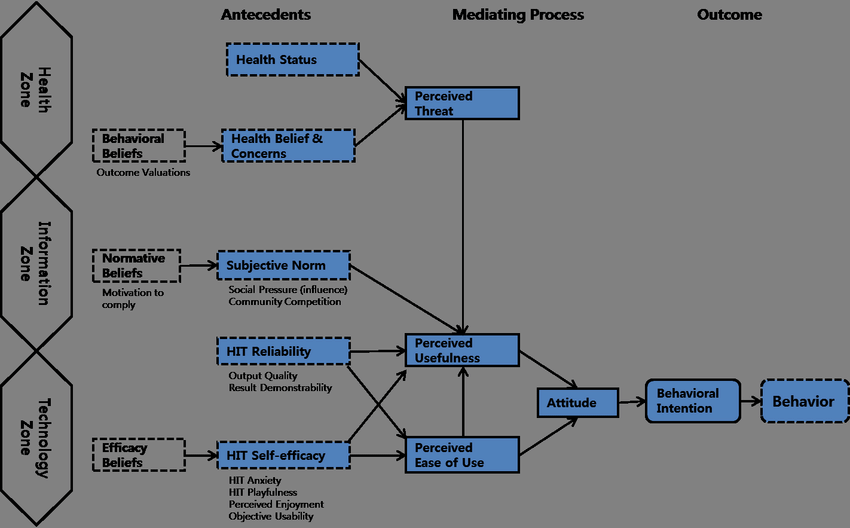 Antecedents
Mediating Process
Outcome
Health
Zone
Health Status
Perceived
Threat
Behavioral
Beliefs
Outcome Valuations
Health Belief &
Concerns
Information
Zone
Normative
Beliefs
Motivation to
comply
Subjective Norm
Social Pressure (influence)
Community Competition
HIT Reliability
Output Quality
Result Demonstrability
Perceived
Usefulness
Attitude
Behavioral
Intention
Behavior
Technology
Zone
Efficacy
Beliefs
HIT Self-efficacy
HIT Anxiety
HIT Playfulness
Perceived Enjoyment
Objective Usability
Perceived
Ease of Use